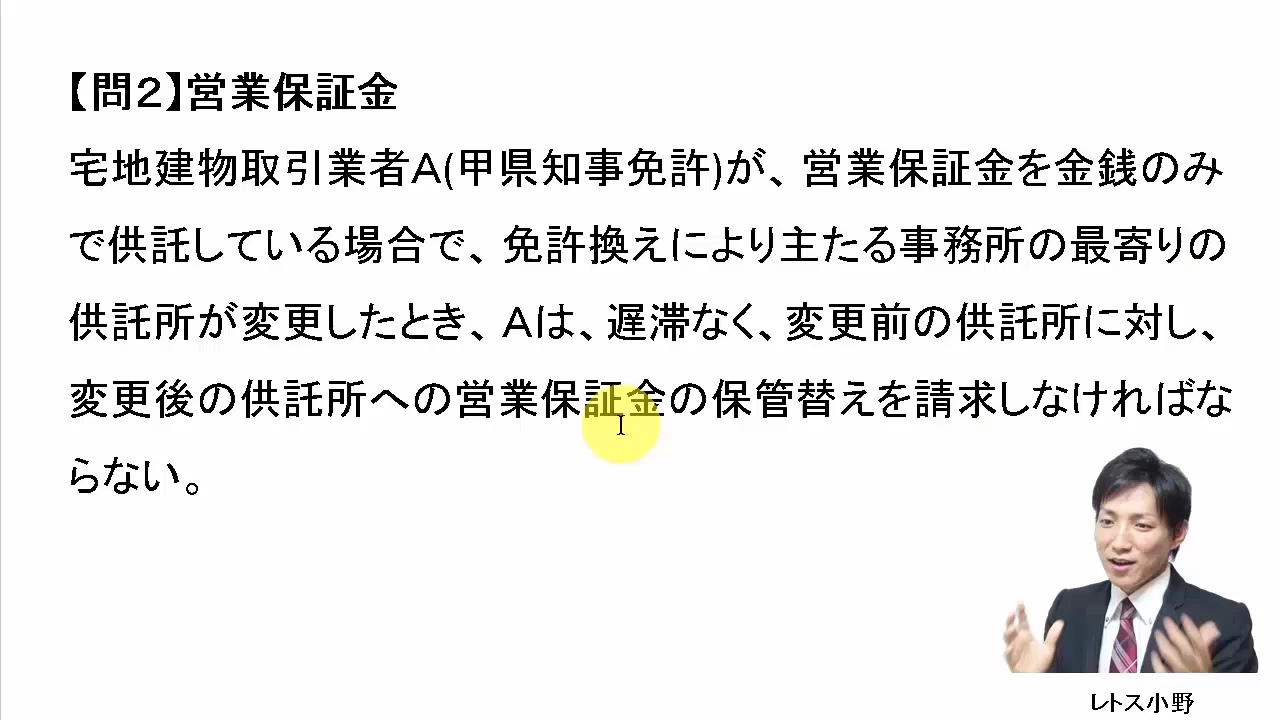 【問２】営業保証金
宅地建物取引業者Ａ(甲県知事免許)が、営業保証金を金銭のみ
で供託している場合で、免許換えにより主たる事務所の最寄りの
供託所が変更したとき、Ａは、遅滞なく、変更前の供託所に対し、
変更後の供託所への営業保証金の保管替えを請求しなければな
らない。
レトス小野